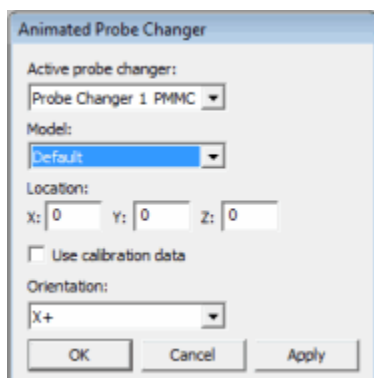 Animated Probe Changer
Active probe changer:
Probe Changer 1 PMMC
Model:
Default
Location:
X: 0 Y: 0 Z: 0
Use calibration data
Orientation:
X+
OK Cancel Apply